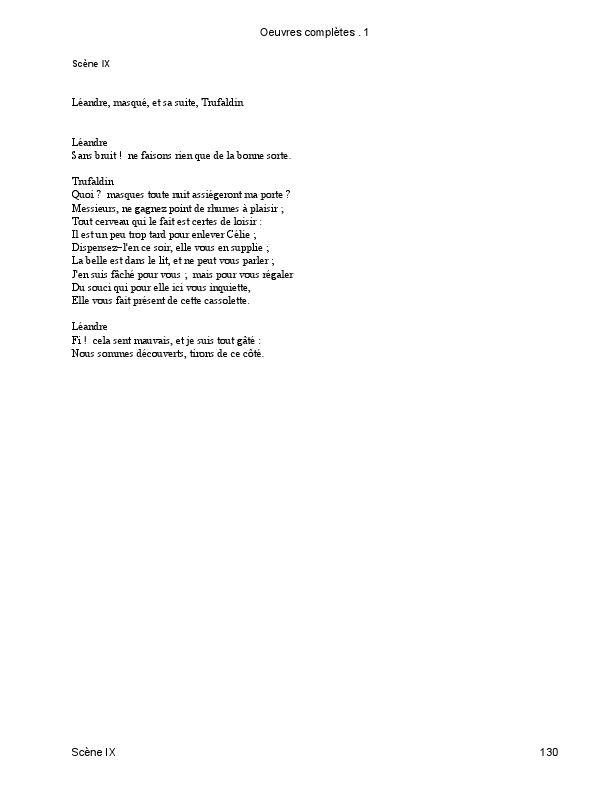 Oeuvres complètes . 1
Scène IX
Léandre, masqué, et sa suite, Trufaldin
Léandre
Sans bruit ! ne faisons rien que de la bonne sorte.
Trufaldin
Quoi ? masques toute nuit assiégeront ma porte ?
Messieurs, ne gagnez point de rhumes à plaisir ;
Tout cerveau qui le fait est certes de loisir :
Il est un peu trop tard pour enlever Célie ;
Dispensez-l'en ce soir, elle vous en supplie ;
La belle est dans le lit, et ne peut vous parler ;
J'en suis fâché pour vous ; mais pour vous régaler
Du souci qui pour elle ici vous inquiette,
Elle vous fait présent de cette cassolette.
Léandre
Fi ! cela sent mauvais, et je suis tout gâté :
Nous sommes découverts, tirons de ce côté.
Scène IX
130